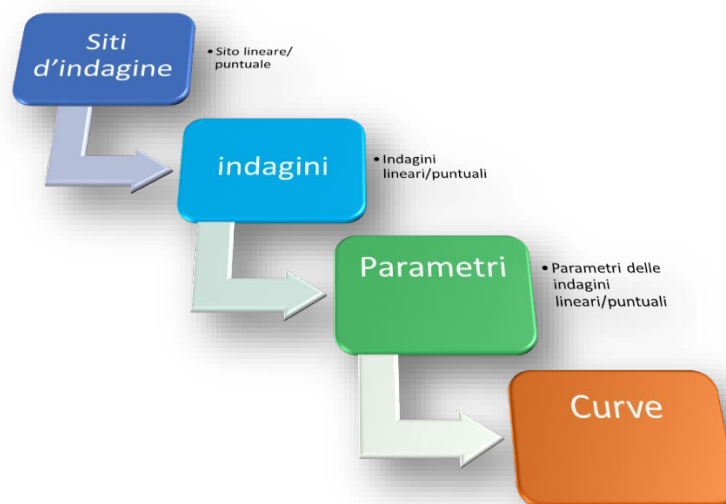 Siti
d'indagine
• Sito lineare/
puntuale
indagini
• Indagini
lineari/puntuali
Parametri
• Parametri delle
indagini
lineari/puntuali
Curve